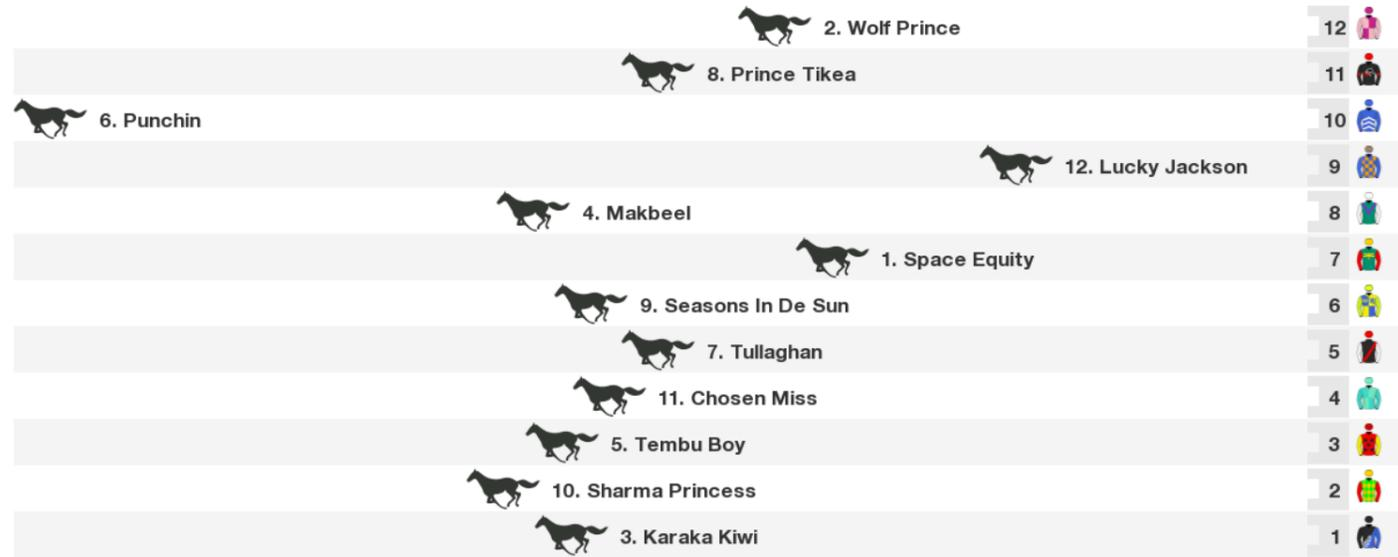 2. Wolf Prince 12
8. Prince Tikea 11
6. Punchin 10
12. Lucky Jackson 9
4. Makbeel 8
1. Space Equity 7
9. Seasons In De Sun 6
7. Tullaghan 5
11. Chosen Miss 4
5. Tembu Boy 3
10. Sharma Princess 2
3. Karaka Kiwi 1